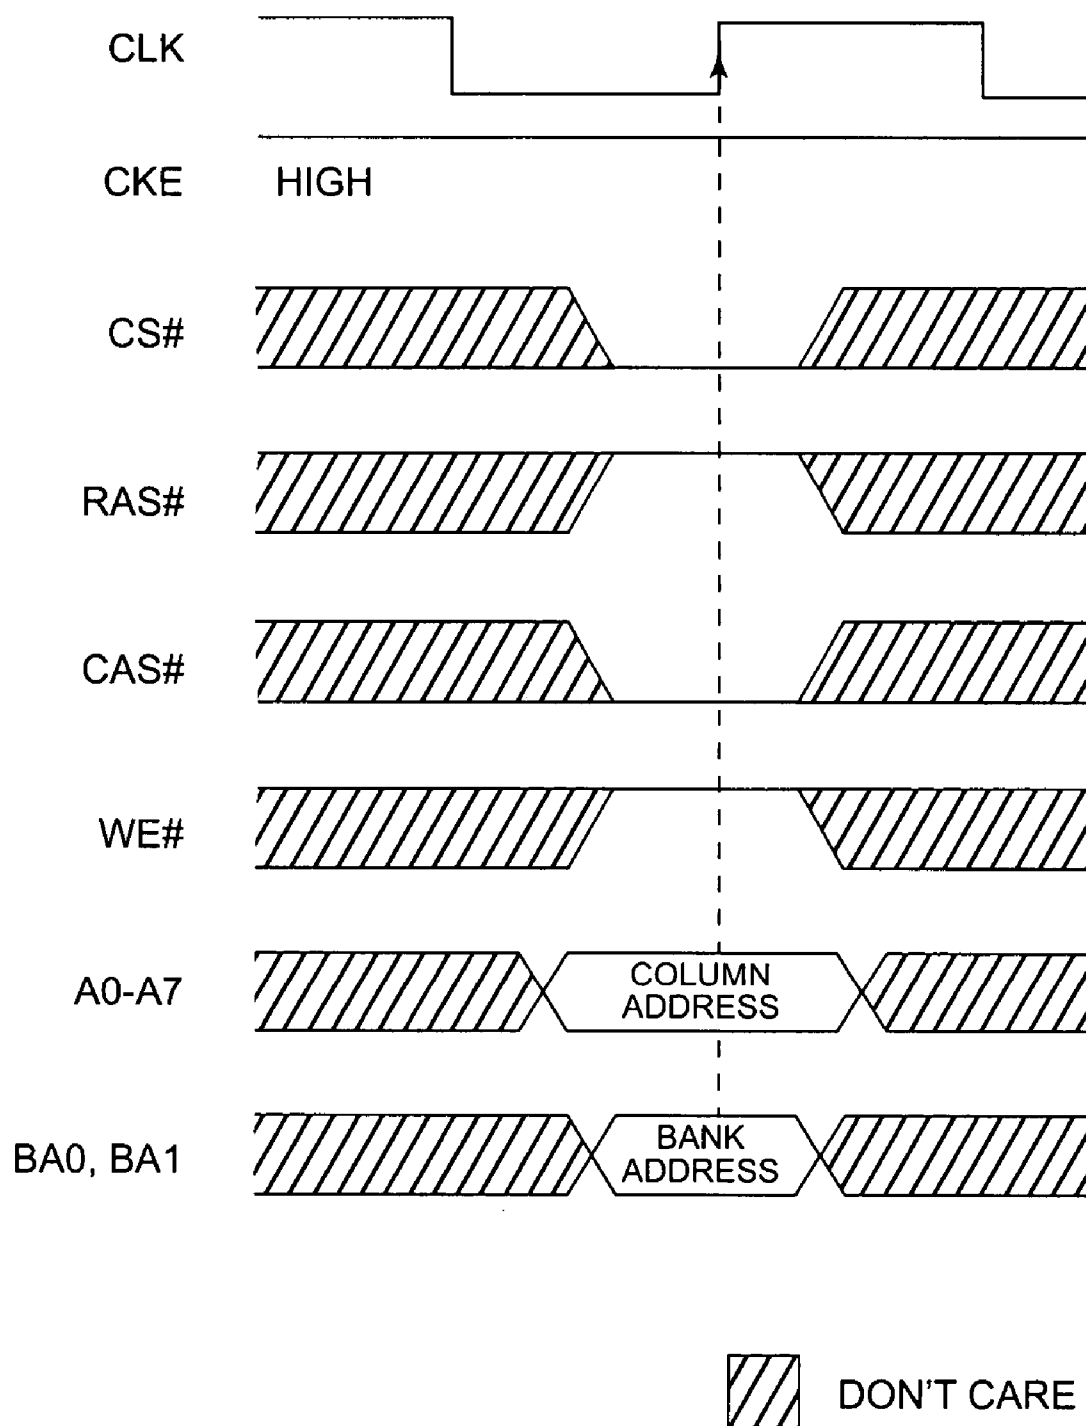 CLK
CKE HIGH
CS#
RAS#
CAS#
WE#
A0-A7
COLUMN
ADDRESS
BA0, BA1
BANK
ADDRESS
DON'T CARE